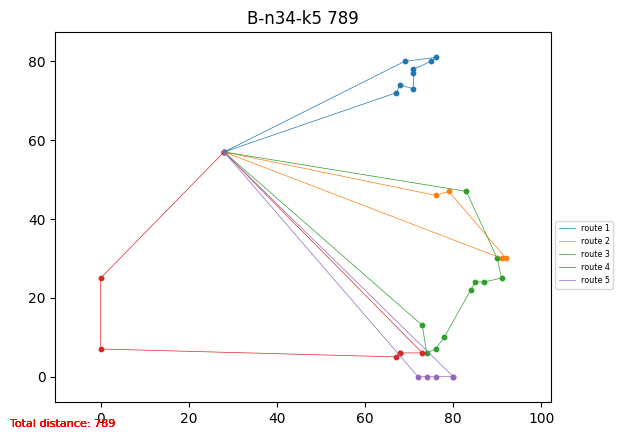 B-n34-k5 789
80
60
40
20
0
0 20 40 60 80 100
route 1
route 2
route 3
route 4
route 5
Total distance: 789